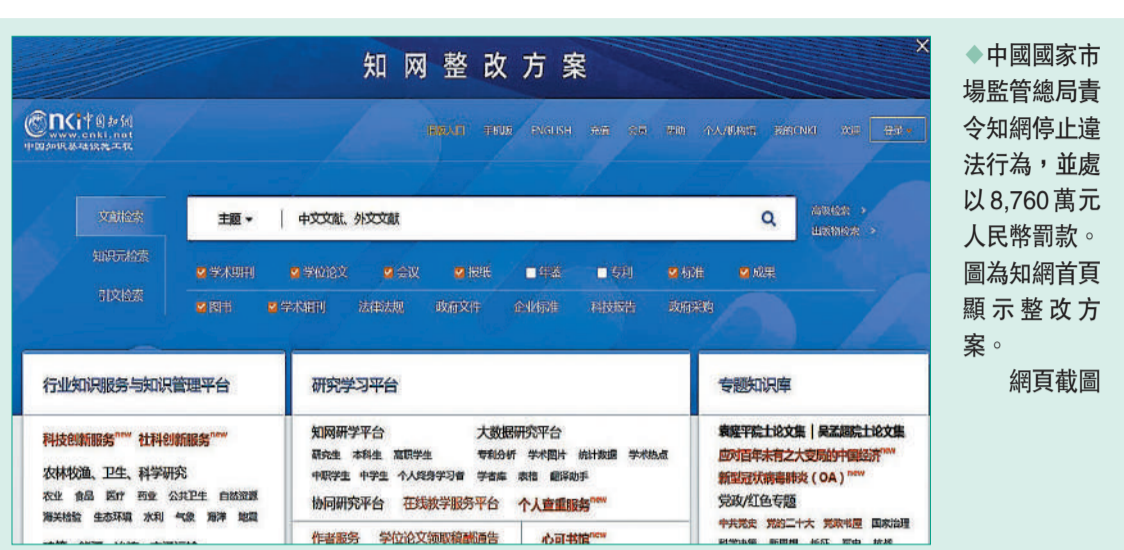 知网整改方案
CNKI中国知网
www.cnki.net
中国知识基础设施工程
旧版入口 手机版 ENGLISH 充值 会员 帮助 个人/机构馆 我的CNKI 欢迎 登录
文献检索
主题
中文文献、外文文献
高级检索 >
出版物检索 >
知识元检索
引文检索
学术期刊 学位论文 会议 报纸 年鉴 专利 标准 成果
图书 学术辑刊 法律法规 政府文件 企业标准 科技报告 政府采购
行业知识服务与知识管理平台
科技创新服务new 社科创新服务new
农林牧渔、卫生、科学研究
农业 食品 医疗 药业 公共卫生 自然资源
海关检验 生态环境 水利 气象 海洋 地震
研究学习平台
知网研学平台
研究生 本科生 高职学生
中职学生 中学生 个人终身学习者
大数据研究平台
专利分析 学术图片 统计数据 学术热点
学者库 表格 翻译助手
协同研究平台 在线教学服务平台 个人查重服务new
作者服务 学位论文领取稿酬通告 心可书馆new
专题知识库
袁隆平院士论文集 | 吴孟超院士论文集
应对百年未有之大变局的中国经济new
新型冠状病毒肺炎(OA)new
党政/红色专题
中共党史 党的二十大 党政书屋 国家治理
◆中國國家市
場監管總局責
令知網停止違
法行為，並處
以8,760萬元
人民幣罰款。
圖為知網首頁
顯示整改方
案。
網頁截圖